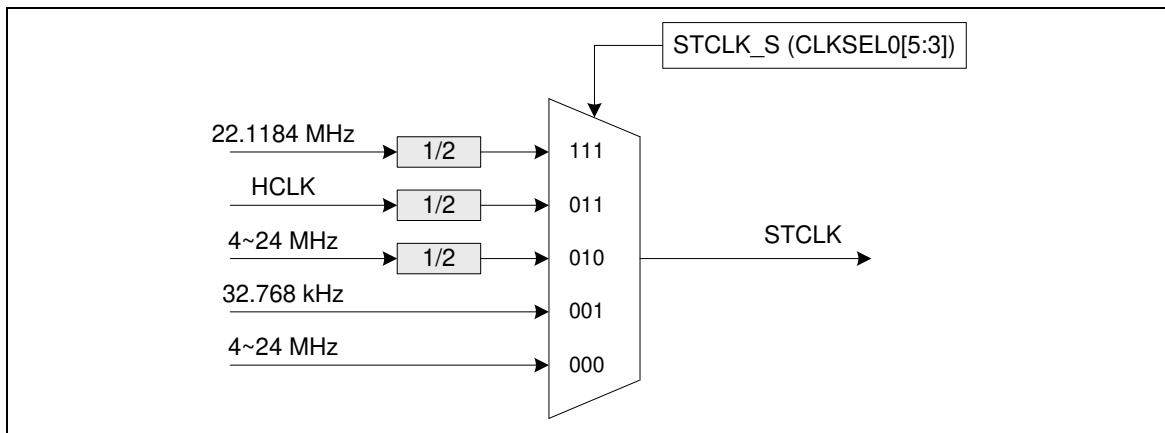 STCLK_S (CLKSEL0[5:3])
22.1184 MHz
1/2
111
HCLK
1/2
011
4~24 MHz
1/2
010
STCLK
32.768 kHz
001
4~24 MHz
000